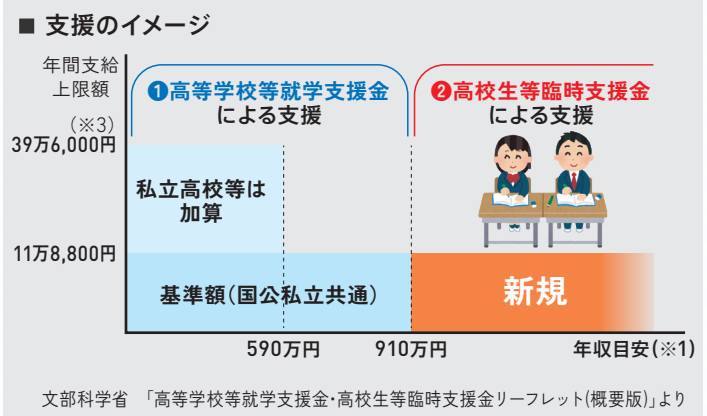 ■ 支援のイメージ
年間支給
上限額
(※3)
39万6,000円
11万8,800円
❶高等学校等就学支援金
による支援
❷高校生等臨時支援金
による支援
私立高校等は
加算
基準額(国公私立共通)
新規
590万円
910万円
年収目安(※1)
文部科学省 「高等学校等就学支援金・高校生等臨時支援金リーフレット(概要版)」より